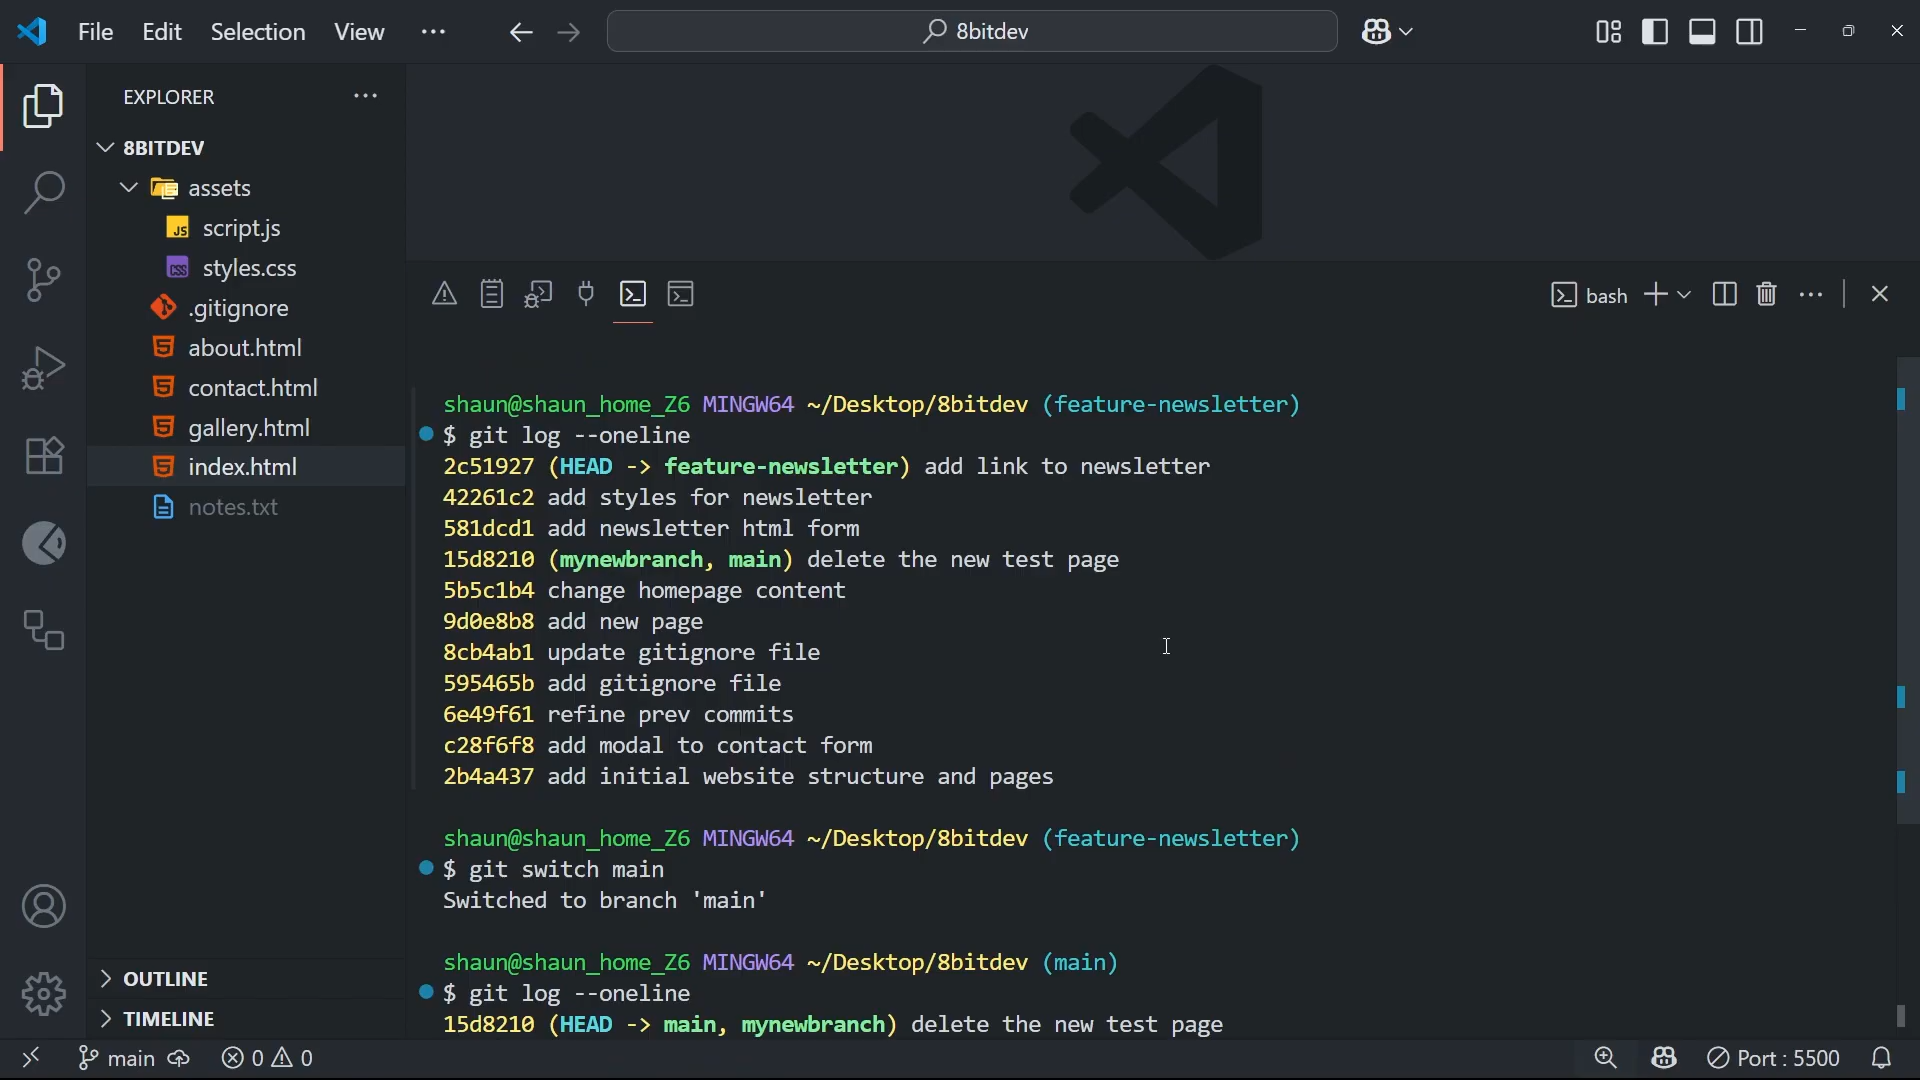 File Edit Selection View ··· 8bitdev
EXPLORER ···
8BITDEV
assets
JS script.js
CSS styles.css
.gitignore
5 about.html
5 contact.html
5 gallery.html
5 index.html
notes.txt
OUTLINE
TIMELINE
bash
shaun@shaun_home_Z6 MINGW64 ~/Desktop/8bitdev (feature-newsletter)
$ git log --oneline
2c51927 (HEAD -> feature-newsletter) add link to newsletter
42261c2 add styles for newsletter
581dcd1 add newsletter html form
15d8210 (mynewbranch, main) delete the new test page
5b5c1b4 change homepage content
9d0e8b8 add new page
8cb4ab1 update gitignore file
595465b add gitignore file
6e49f61 refine prev commits
c28f6f8 add modal to contact form
2b4a437 add initial website structure and pages
shaun@shaun_home_Z6 MINGW64 ~/Desktop/8bitdev (feature-newsletter)
$ git switch main
Switched to branch 'main'
shaun@shaun_home_Z6 MINGW64 ~/Desktop/8bitdev (main)
$ git log --oneline
15d8210 (HEAD -> main, mynewbranch) delete the new test page
main 0 0 Port : 5500